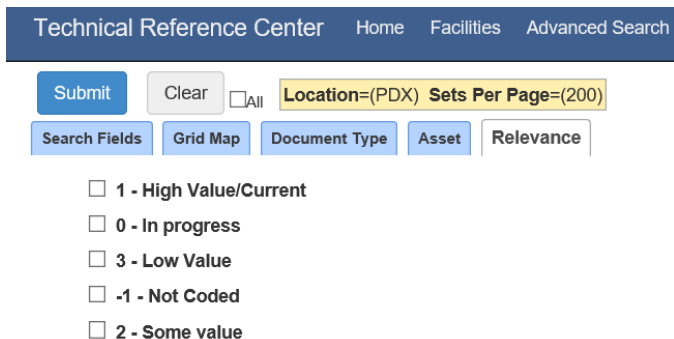 Technical Reference Center Home Facilities Advanced Search
Submit Clear All Location=(PDX) Sets Per Page=(200)
Search Fields Grid Map Document Type Asset Relevance
1 - High Value/Current
0 - In progress
3 - Low Value
-1 - Not Coded
2 - Some value